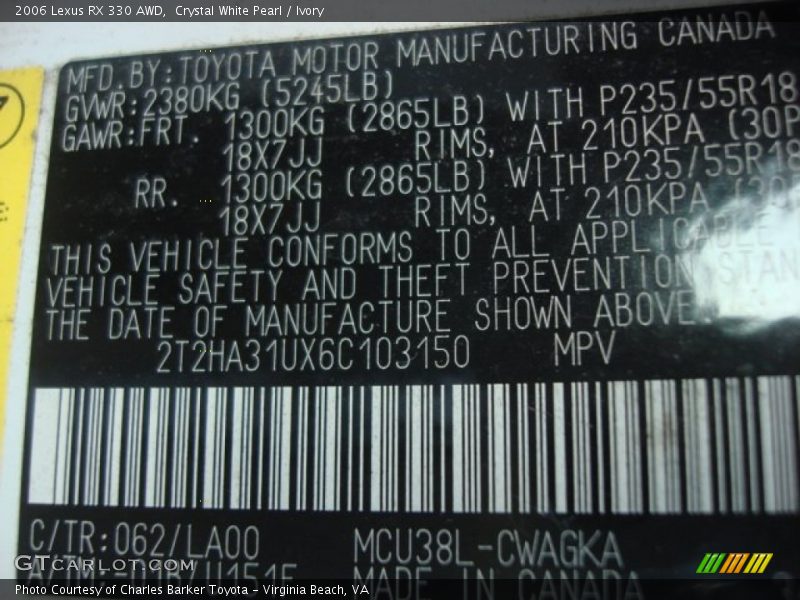 2006 Lexus RX 330 AWD, Crystal White Pearl / Ivory
MFD.BY:TOYOTA MOTOR MANUFACTURING CANADA
GVWR:2380KG (5245LB)
GAWR:FRT. 1300KG (2865LB) WITH P235/55R18
18X7JJ RIMS, AT 210KPA (30P
RR. 1300KG (2865LB) WITH P235/55R18
18X7JJ RIMS, AT 210KPA (30
THIS VEHICLE CONFORMS TO ALL APPLICABLE
VEHICLE SAFETY AND THEFT PREVENTION STAN
THE DATE OF MANUFACTURE SHOWN ABOVE
2T2HA31UX6C103150 MPV
C/TR:062/LA00 MCU38L-CWAGKA
MADE IN CANADA
GTcarlot.com
Photo Courtesy of Charles Barker Toyota – Virginia Beach, VA